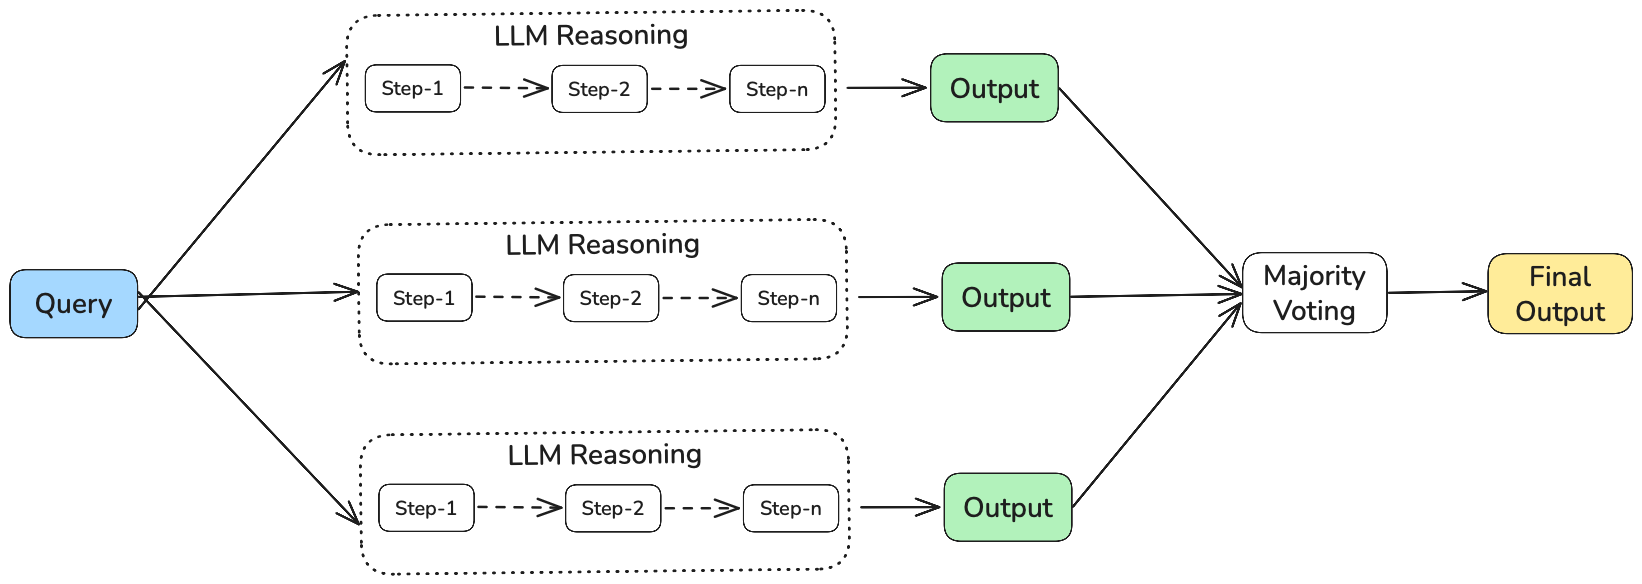 LLM Reasoning
Step-1
Step-2
Step-n
Output
Query
LLM Reasoning
Step-1
Step-2
Step-n
Output
Majority
Voting
Final
Output
LLM Reasoning
Step-1
Step-2
Step-n
Output